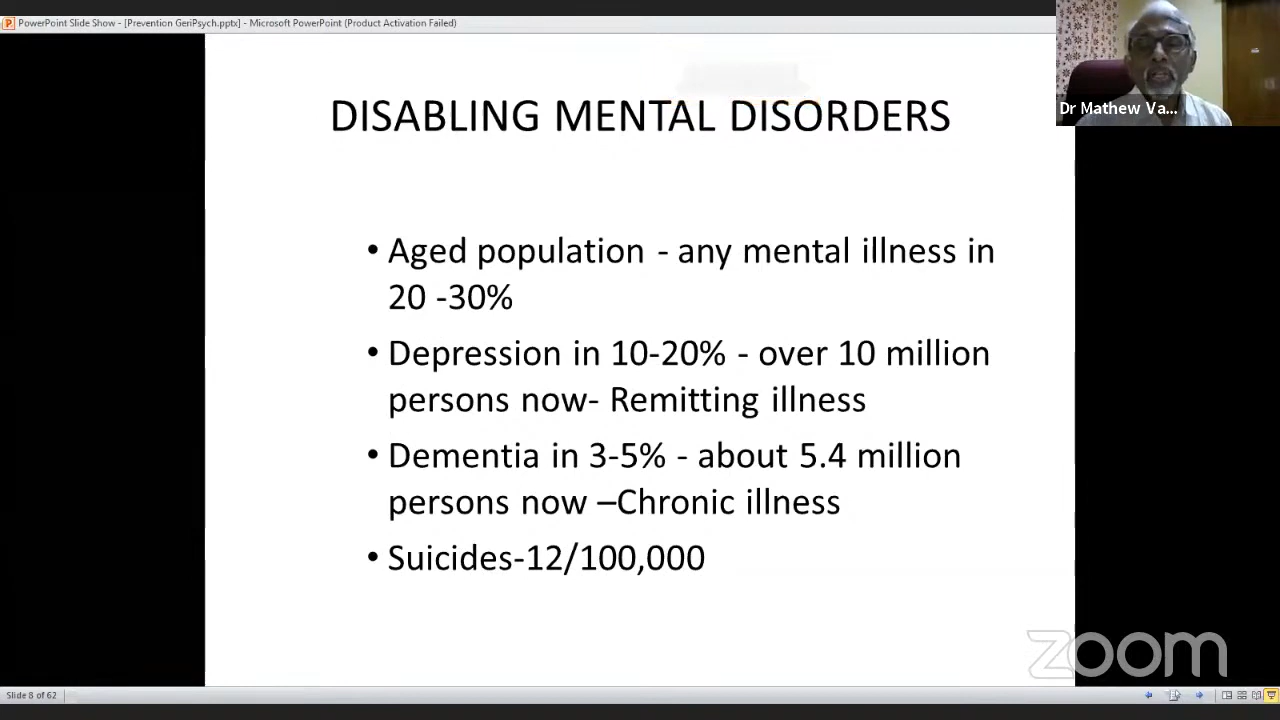 PowerPoint Slide Show - [Prevention GeriPsych.pptx] - Microsoft PowerPoint (Product Activation Failed)
Dr Mathew Va...
DISABLING MENTAL DISORDERS
• Aged population - any mental illness in
20 -30%
• Depression in 10-20% - over 10 million
persons now- Remitting illness
• Dementia in 3-5% - about 5.4 million
persons now –Chronic illness
• Suicides-12/100,000
zoom
Slide 8 of 62